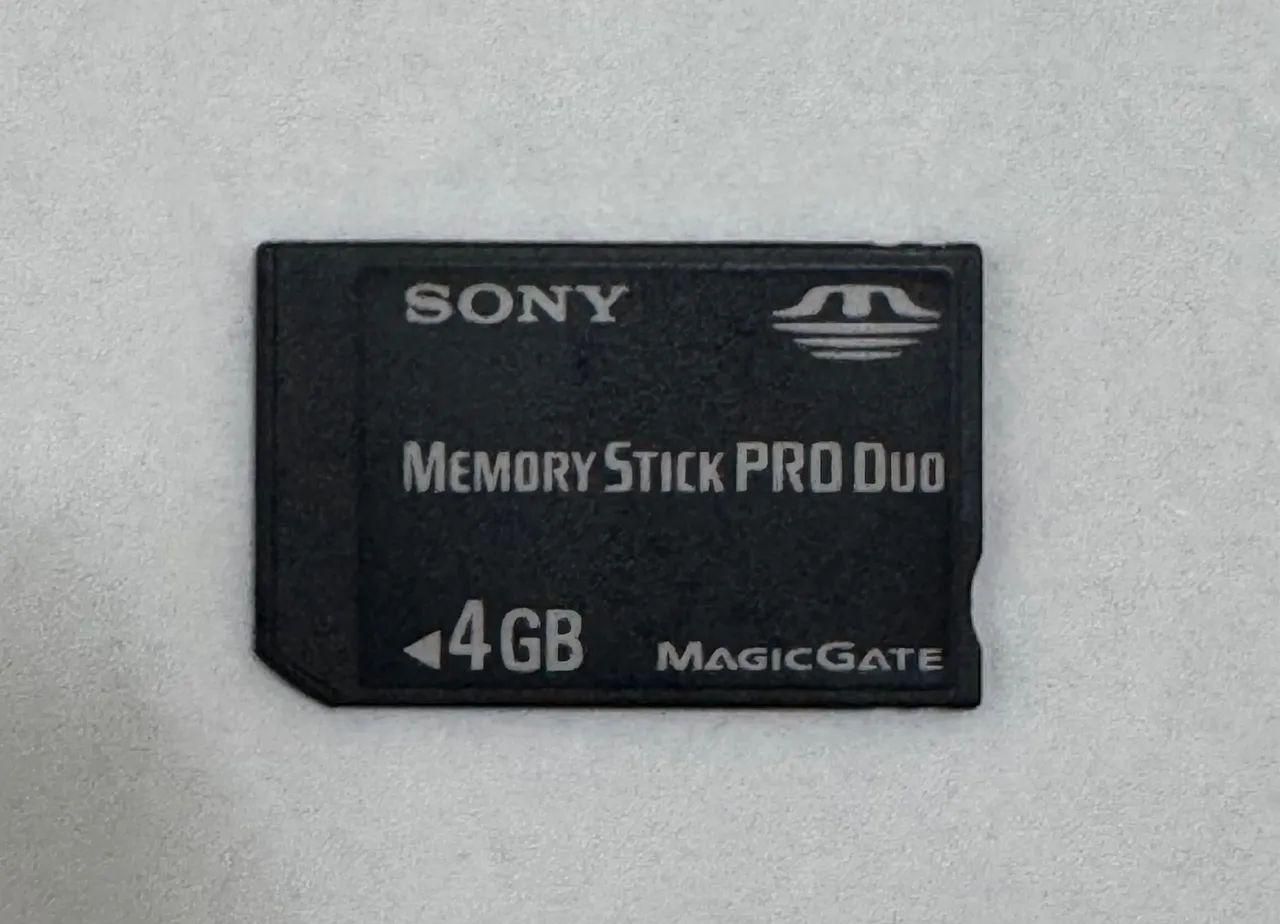 SONY
MEMORY STICK PRO DUO
4GB
MAGICGATE